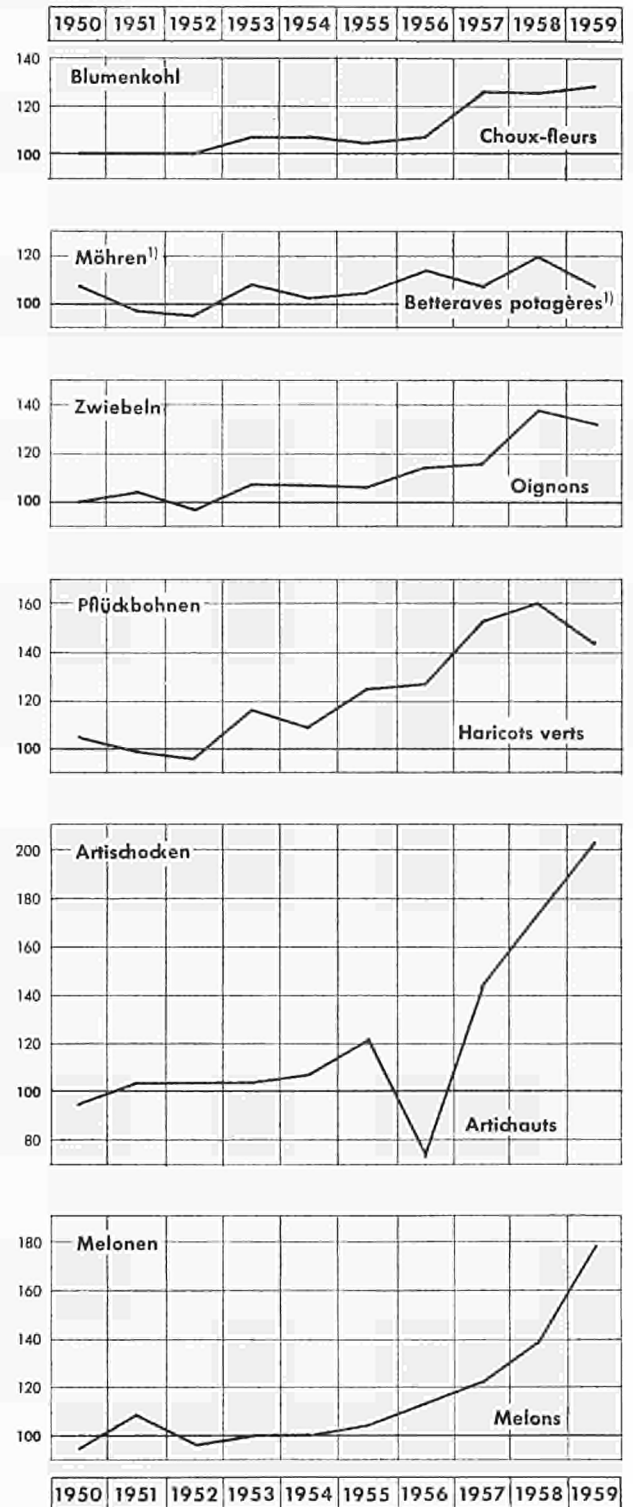 1950 1951 1952 1953 1954 1955 1956 1957 1958 1959
140
Blumenkohl
120
Choux-fleurs
100
Möhren¹⁾
120
100
Betteraves potagères¹⁾
140
Zwiebeln
120
100
Oignons
160
Pflückbohnen
140
120
Haricots verts
100
200
Artischocken
180
160
140
120
100
Artichauts
80
180
Melonen
160
140
120
Melons
100
1950 1951 1952 1953 1954 1955 1956 1957 1958 1959